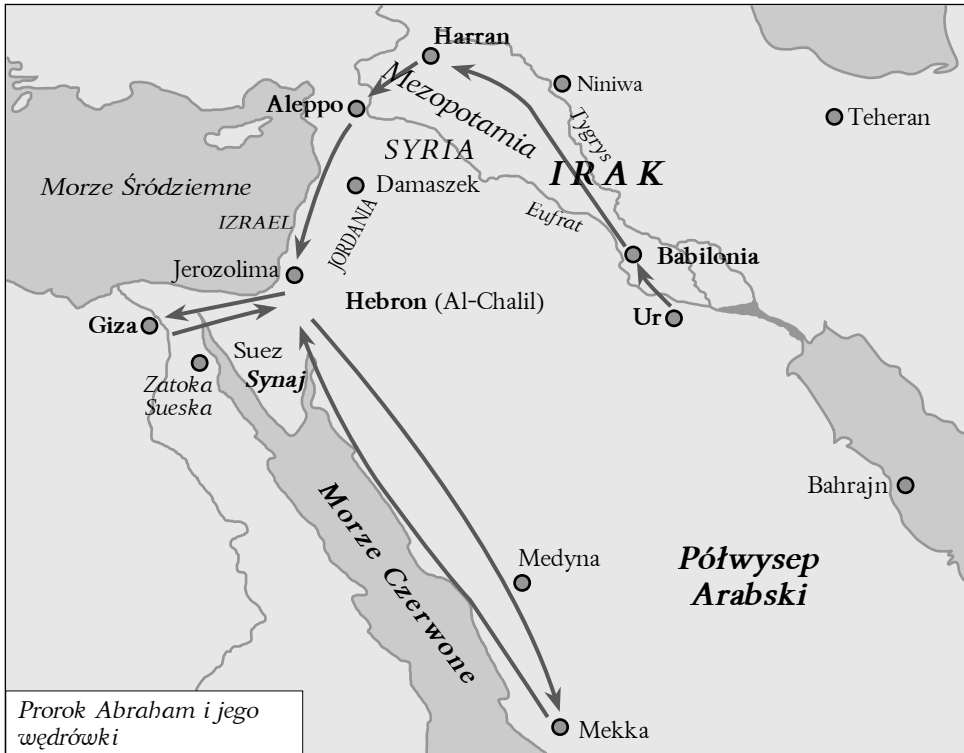 Harran
Niniwa
Mezopotamia
Tygrys
Teheran
Aleppo
SYRIA
IRAK
Morze Śródziemne
Damaszek
IZRAEL
JORDANIA
Eufrat
Babilonia
Jerozolima
Hebron (Al-Chalil)
Ur
Giza
Suez
Synaj
Zatoka
Sueska
Bahrajn
Morze Czerwone
Medyna
Półwysep
Arabski
Mekka
Prorok Abraham i jego
wędrówki